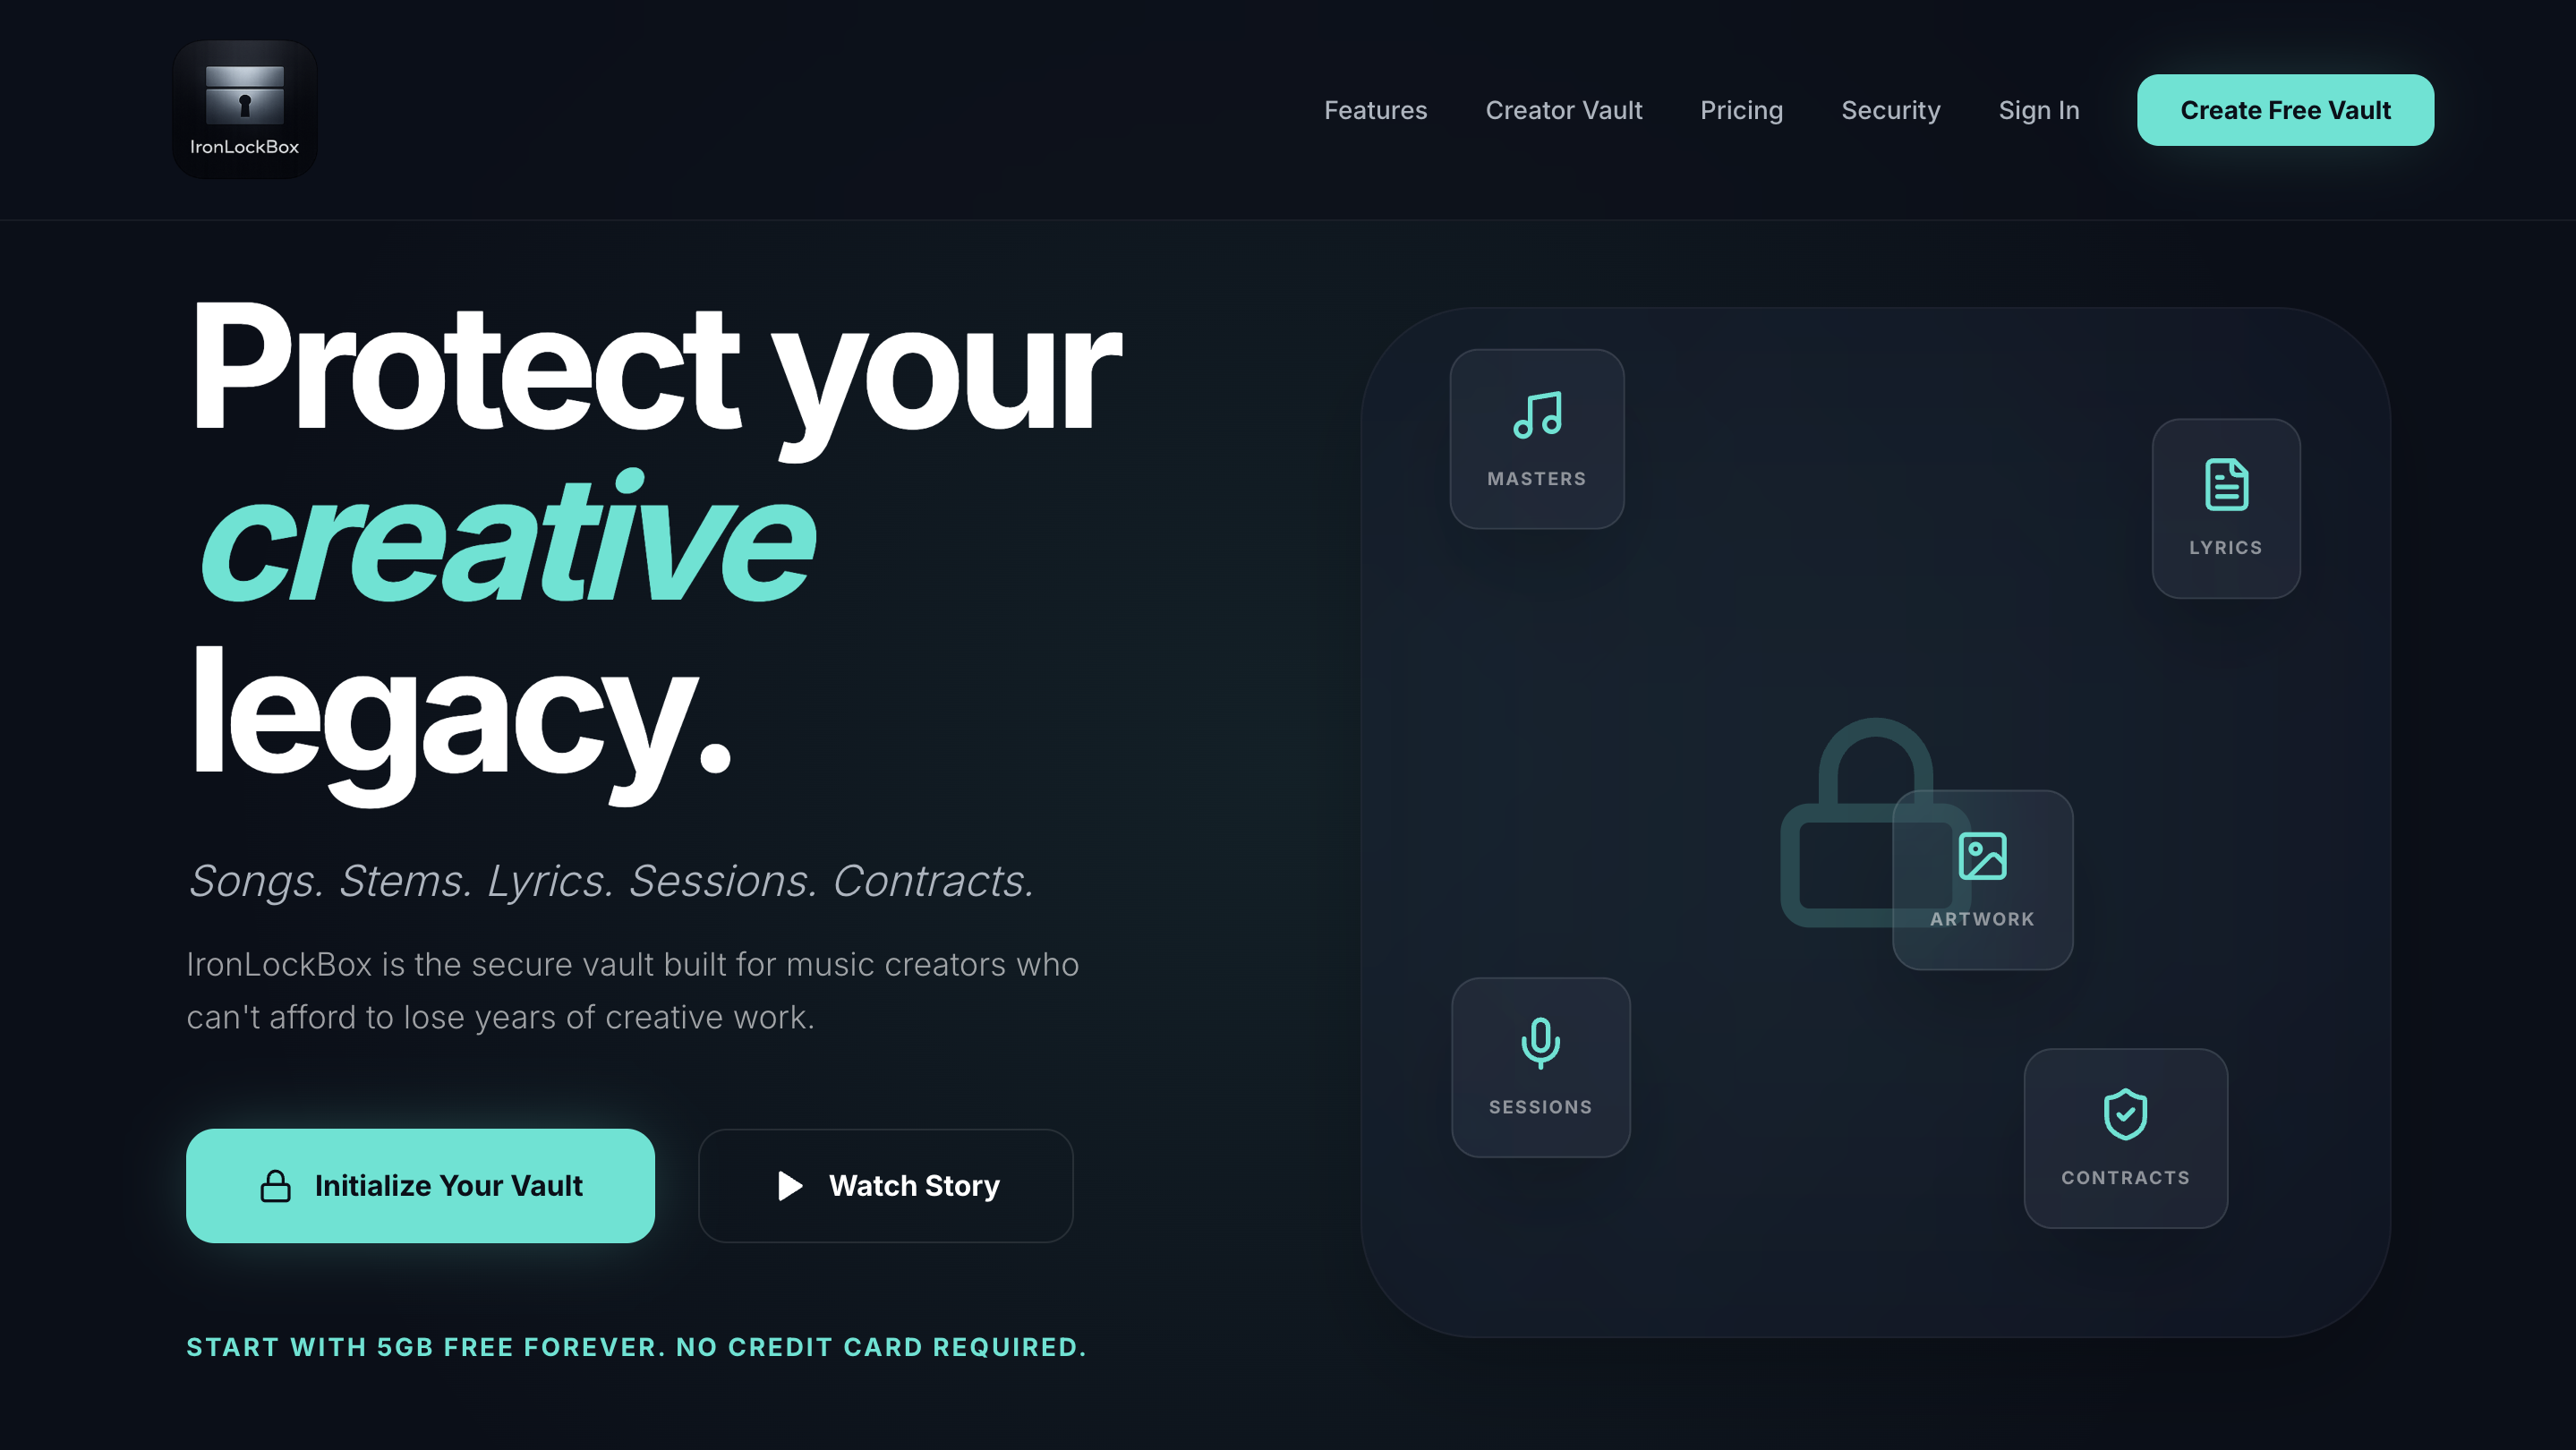 IronLockBox
Features
Creator Vault
Pricing
Security
Sign In
Create Free Vault
Protect your
creative
legacy.
Songs. Stems. Lyrics. Sessions. Contracts.
IronLockBox is the secure vault built for music creators who
can't afford to lose years of creative work.
Initialize Your Vault
Watch Story
START WITH 5GB FREE FOREVER. NO CREDIT CARD REQUIRED.
MASTERS
LYRICS
ARTWORK
SESSIONS
CONTRACTS